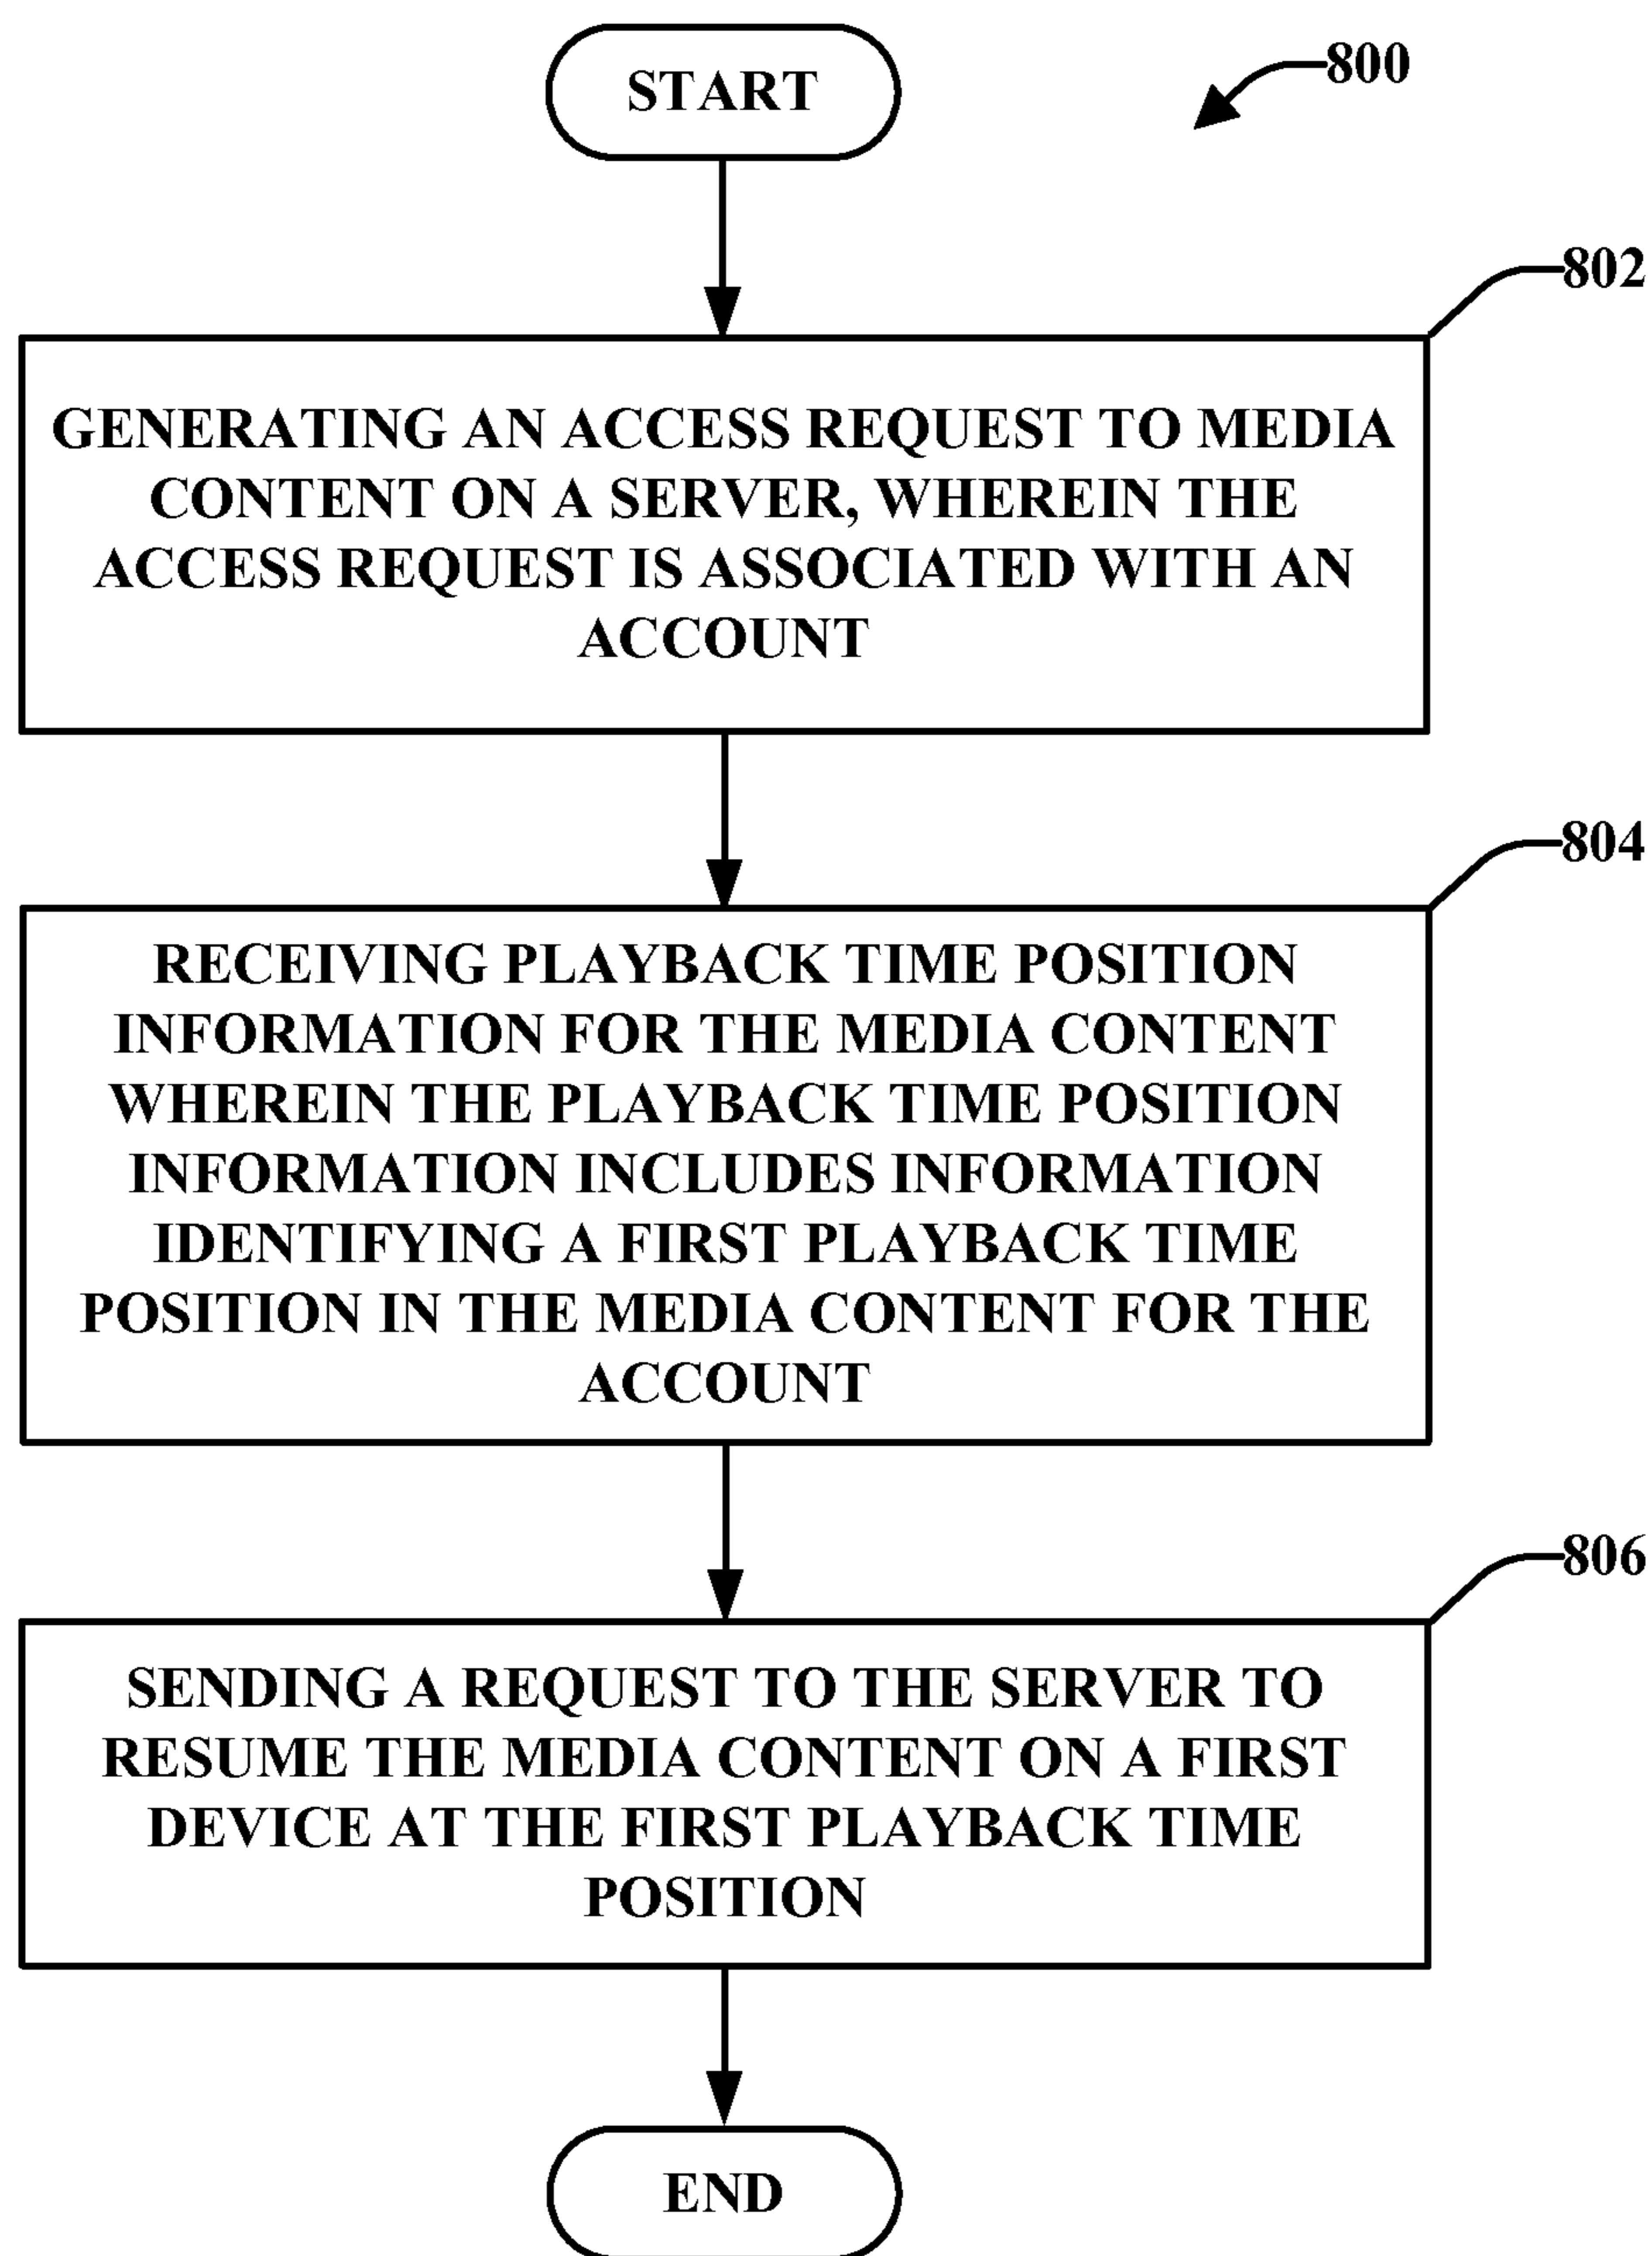 START
800
802
GENERATING AN ACCESS REQUEST TO MEDIA
CONTENT ON A SERVER, WHEREIN THE
ACCESS REQUEST IS ASSOCIATED WITH AN
ACCOUNT
804
RECEIVING PLAYBACK TIME POSITION
INFORMATION FOR THE MEDIA CONTENT
WHEREIN THE PLAYBACK TIME POSITION
INFORMATION INCLUDES INFORMATION
IDENTIFYING A FIRST PLAYBACK TIME
POSITION IN THE MEDIA CONTENT FOR THE
ACCOUNT
806
SENDING A REQUEST TO THE SERVER TO
RESUME THE MEDIA CONTENT ON A FIRST
DEVICE AT THE FIRST PLAYBACK TIME
POSITION
END